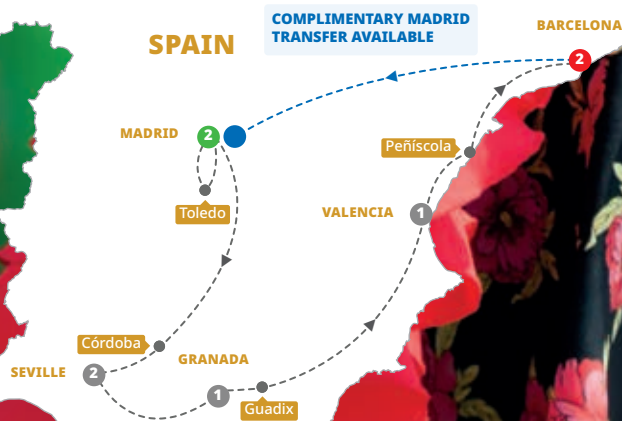 COMPLIMENTARY MADRID
TRANSFER AVAILABLE
SPAIN
BARCELONA
2
MADRID
2
Peñíscola
Toledo
VALENCIA
1
Córdoba
GRANADA
SEVILLE
2
1
Guadix